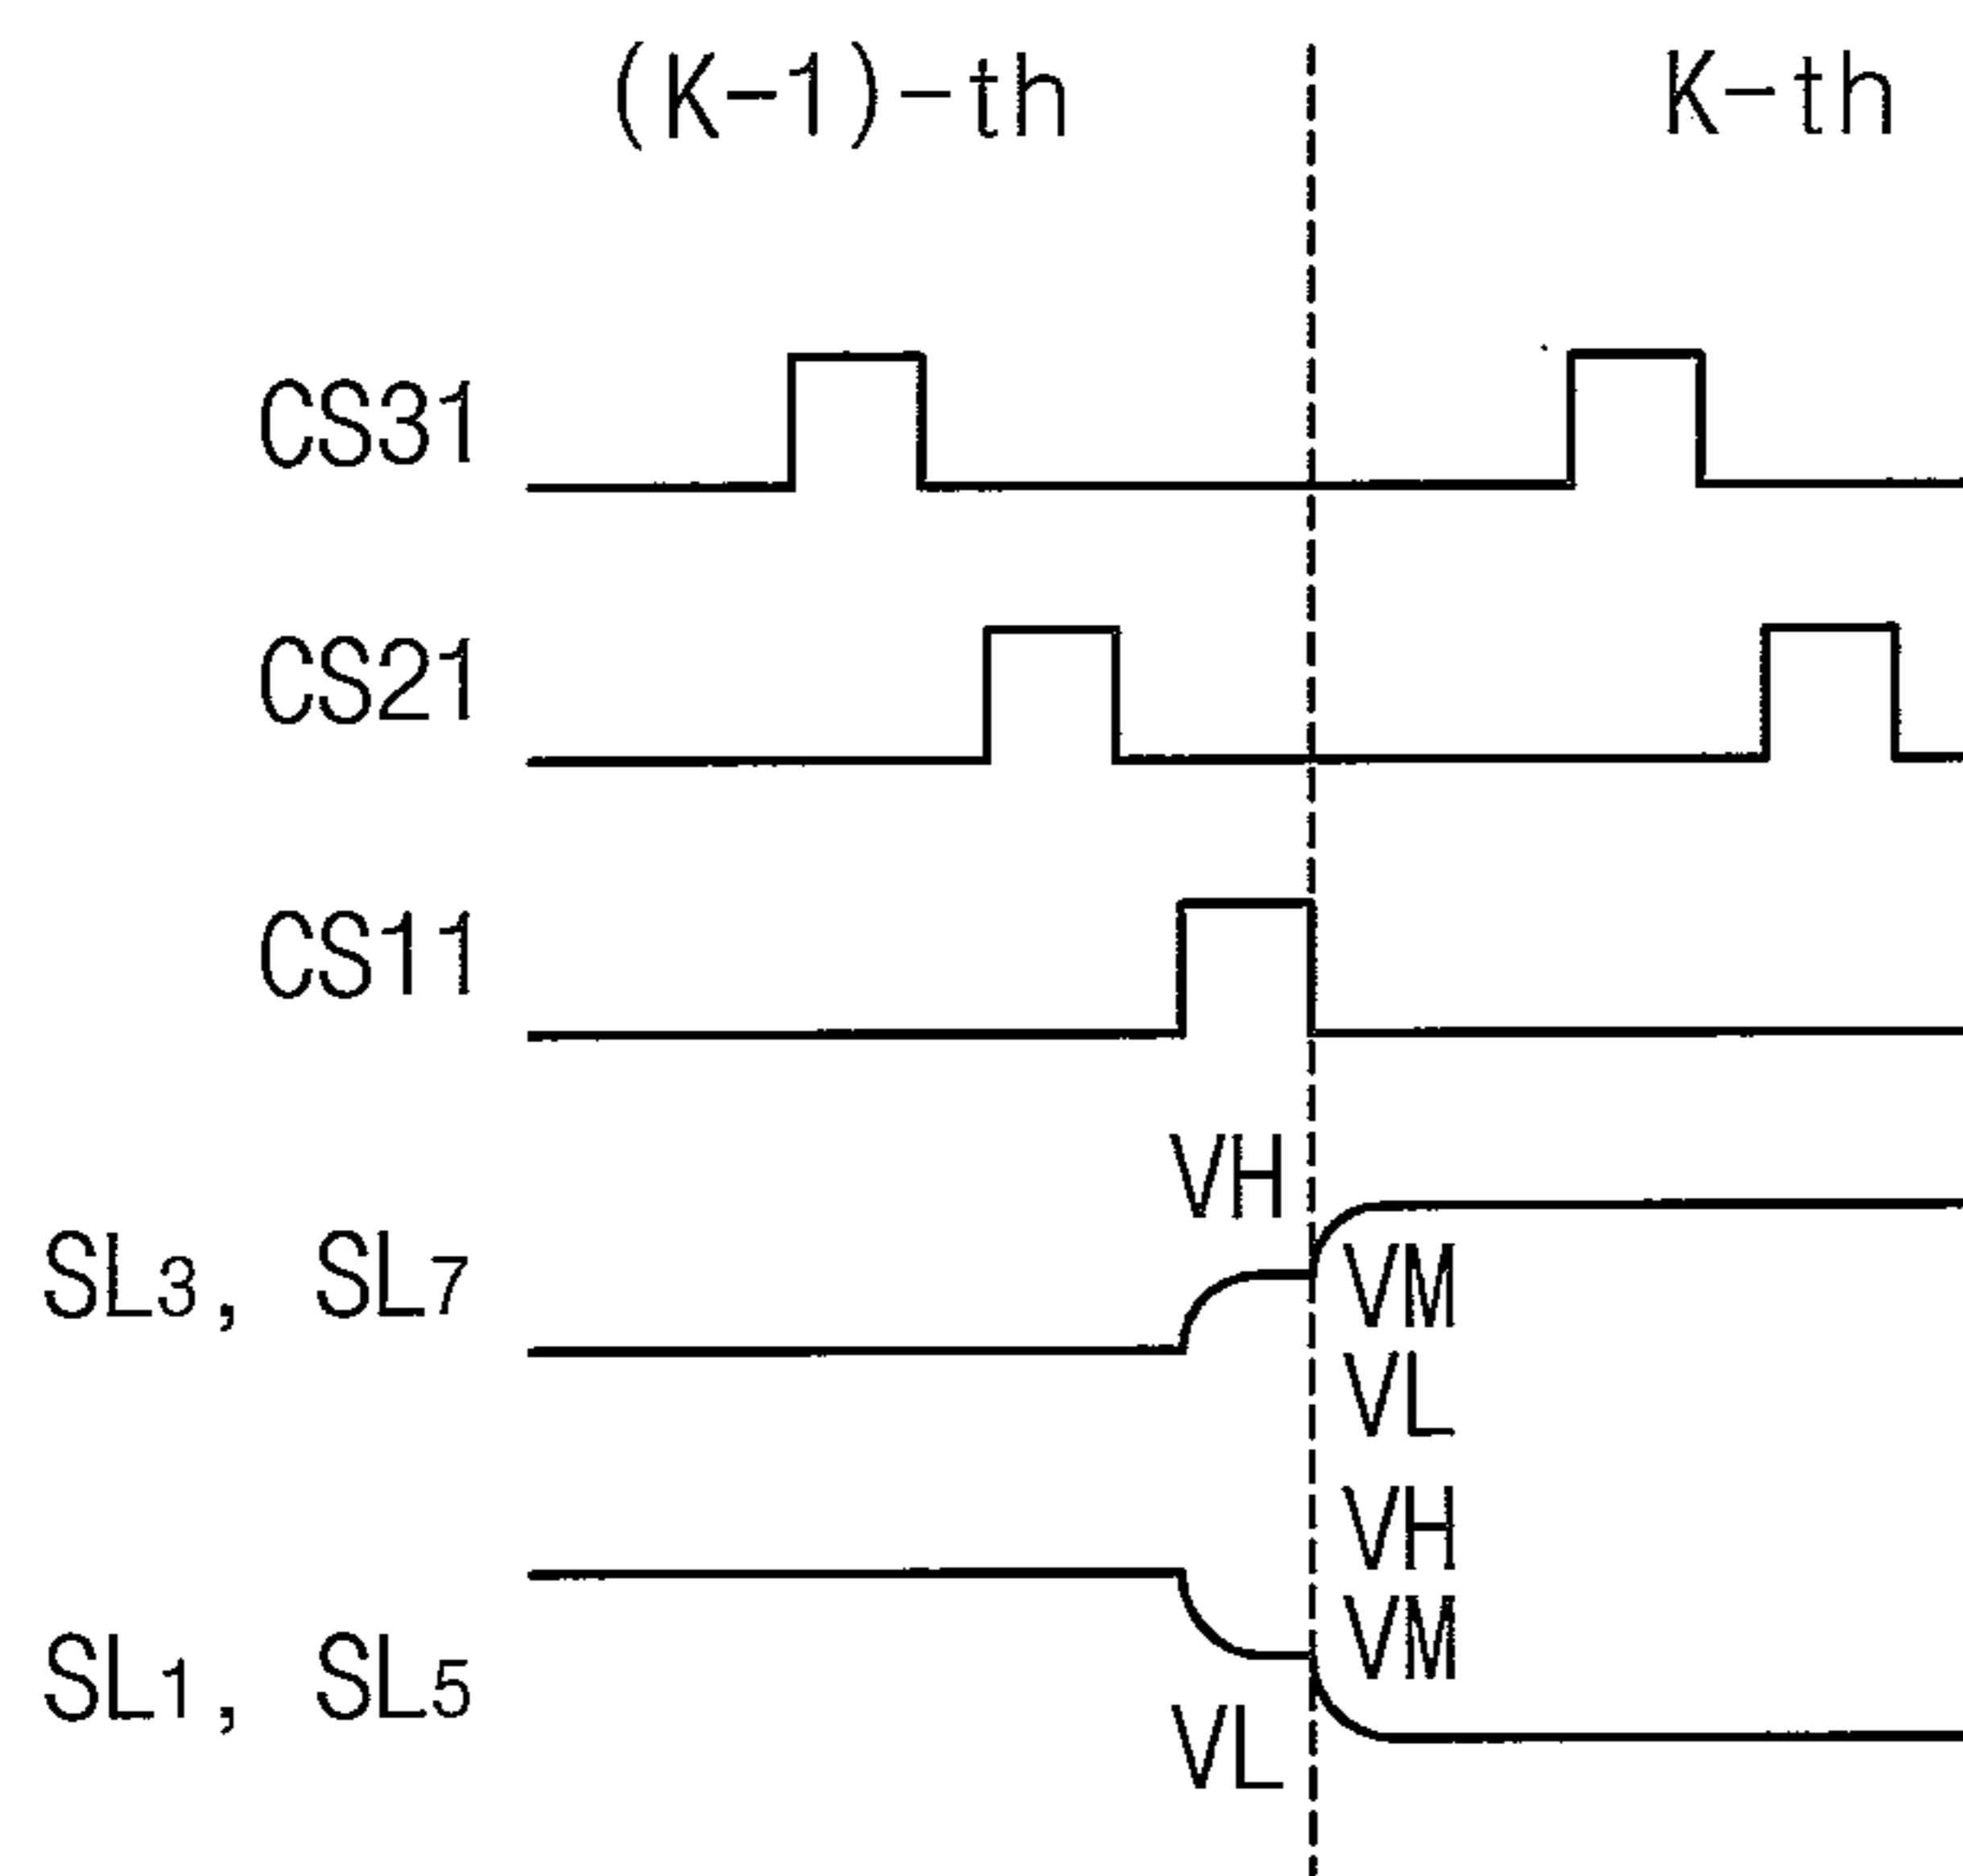 (K-1)-th K-th
CS31
CS21
CS11
VH
SL3, SL7
VM
VL
VH
VM
SL1, SL5
VL